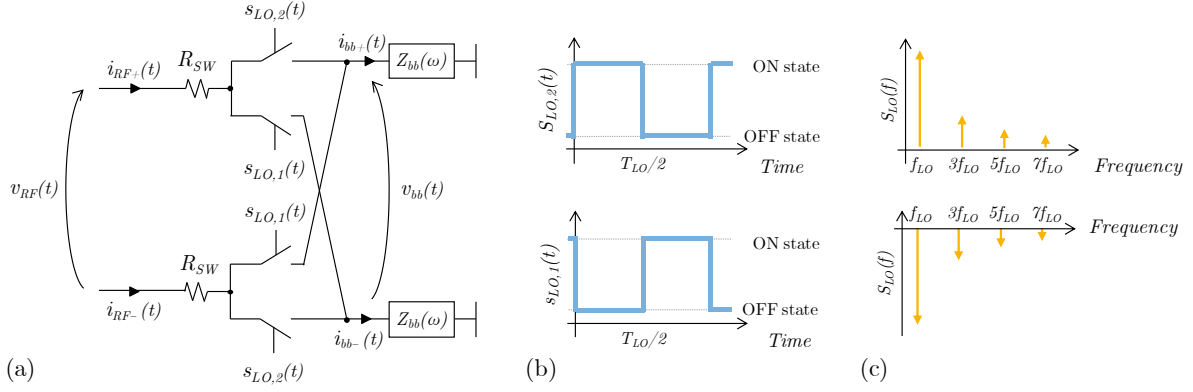 s_{LO,2}(t)
i_{RF+}(t)
R_{SW}
i_{bb+}(t)
Z_{bb}(ω)
s_{LO,1}(t)
v_{RF}(t)
v_{bb}(t)
s_{LO,1}(t)
R_{SW}
i_{RF-}(t)
i_{bb-}(t)
Z_{bb}(ω)
s_{LO,2}(t)
(a)
S_{LO,2}(t)
ON state
OFF state
T_{LO}/2
Time
s_{LO,1}(t)
ON state
OFF state
T_{LO}/2
Time
(b)
S_{LO}(f)
f_{LO} 3f_{LO} 5f_{LO} 7f_{LO}
Frequency
S_{LO}(f)
f_{LO} 3f_{LO} 5f_{LO} 7f_{LO}
Frequency
(c)